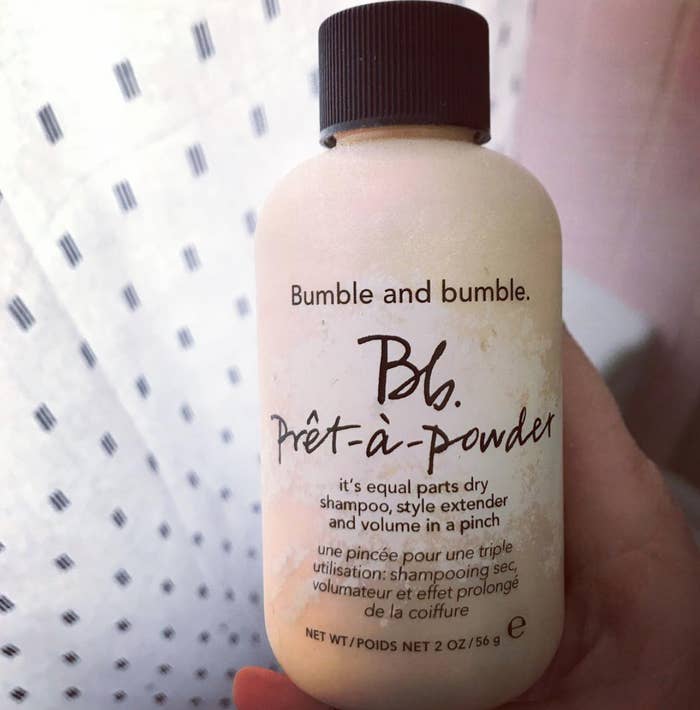 Bumble and bumble.
Bb.
Prêt-à-powder
it's equal parts dry
shampoo, style extender
and volume in a pinch
une pincée pour une triple
utilisation: shampooing sec,
volumateur et effet prolongé
de la coiffure
NET WT/POIDS NET 2 OZ/56 g ℮